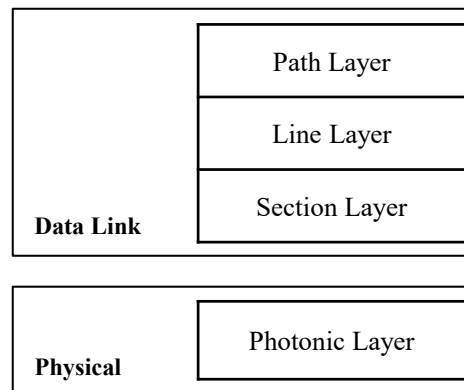 Path Layer
Line Layer
Section Layer
Data Link
Photonic Layer
Physical